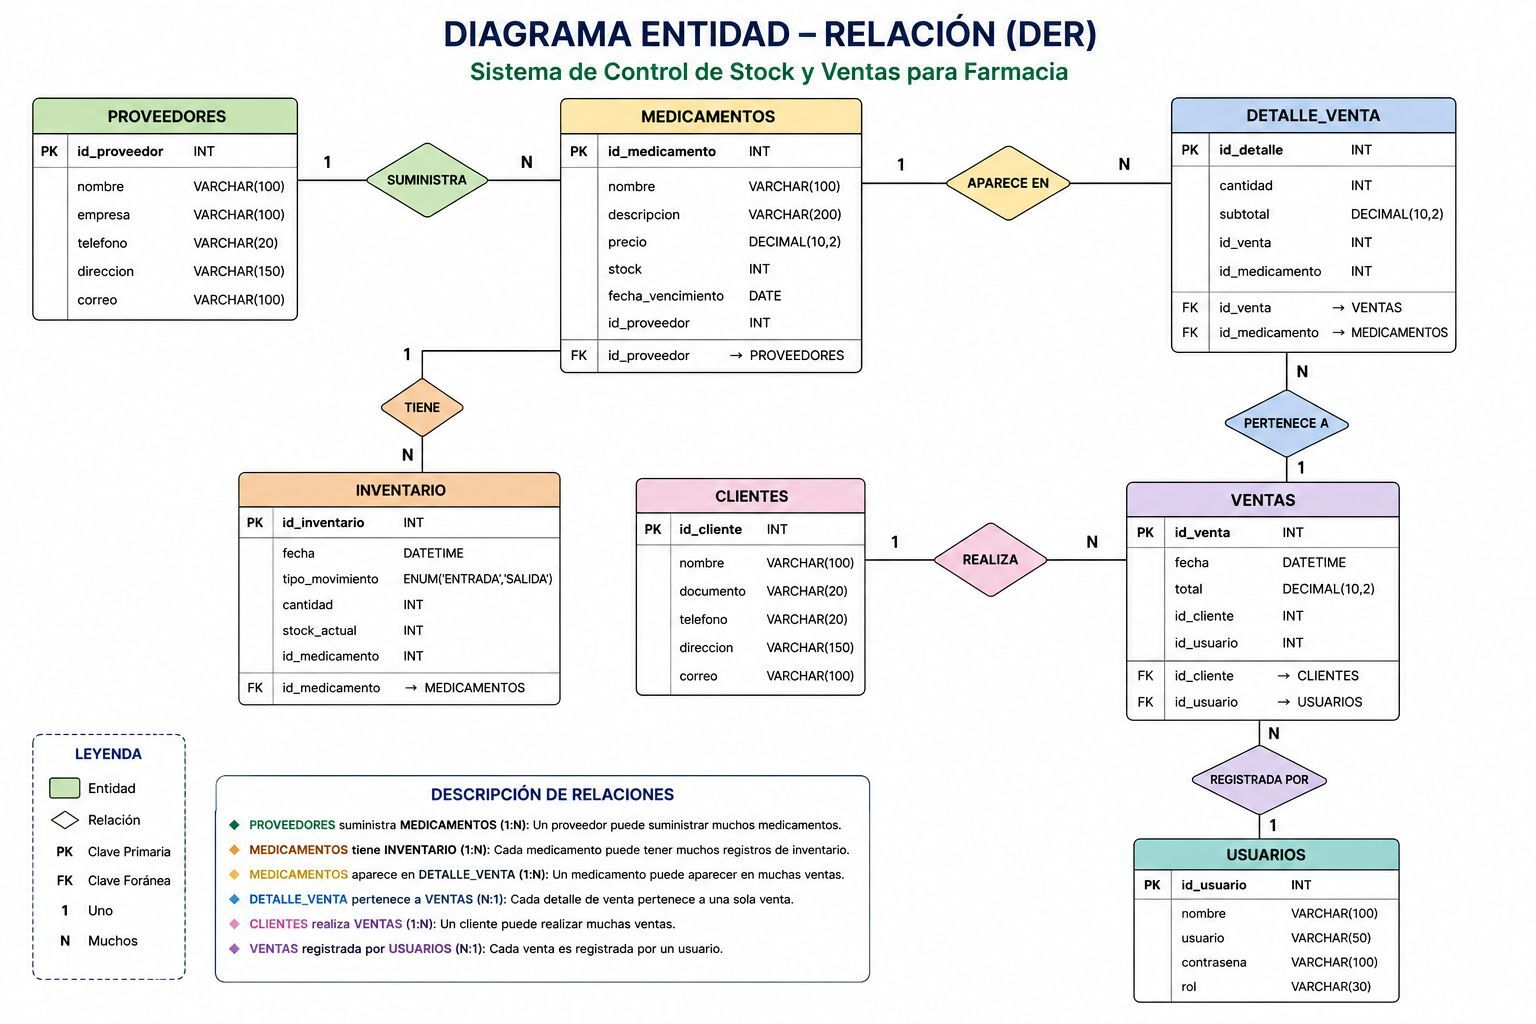 DIAGRAMA ENTIDAD – RELACIÓN (DER)
Sistema de Control de Stock y Ventas para Farmacia
PROVEEDORES
PK id_proveedor INT
nombre VARCHAR(100)
empresa VARCHAR(100)
telefono VARCHAR(20)
direccion VARCHAR(150)
correo VARCHAR(100)
1
SUMINISTRA
N
MEDICAMENTOS
PK id_medicamento INT
nombre VARCHAR(100)
descripcion VARCHAR(200)
precio DECIMAL(10,2)
stock INT
fecha_vencimiento DATE
id_proveedor INT
FK id_proveedor → PROVEEDORES
1
APARECE EN
N
DETALLE_VENTA
PK id_detalle INT
cantidad INT
subtotal DECIMAL(10,2)
id_venta INT
id_medicamento INT
FK id_venta → VENTAS
FK id_medicamento → MEDICAMENTOS
1
TIENE
N
N
PERTENECE A
1
INVENTARIO
PK id_inventario INT
fecha DATETIME
tipo_movimiento ENUM('ENTRADA','SALIDA')
cantidad INT
stock_actual INT
id_medicamento INT
FK id_medicamento → MEDICAMENTOS
CLIENTES
PK id_cliente INT
nombre VARCHAR(100)
documento VARCHAR(20)
telefono VARCHAR(20)
direccion VARCHAR(150)
correo VARCHAR(100)
1
REALIZA
N
VENTAS
PK id_venta INT
fecha DATETIME
total DECIMAL(10,2)
id_cliente INT
id_usuario INT
FK id_cliente → CLIENTES
FK id_usuario → USUARIOS
N
REGISTRADA POR
1
USUARIOS
PK id_usuario INT
nombre VARCHAR(100)
usuario VARCHAR(50)
contrasena VARCHAR(100)
rol VARCHAR(30)
LEYENDA
Entidad
Relación
PK Clave Primaria
FK Clave Foránea
1 Uno
N Muchos
DESCRIPCIÓN DE RELACIONES
PROVEEDORES suministra MEDICAMENTOS (1:N): Un proveedor puede suministrar muchos medicamentos.
MEDICAMENTOS tiene INVENTARIO (1:N): Cada medicamento puede tener muchos registros de inventario.
MEDICAMENTOS aparece en DETALLE_VENTA (1:N): Un medicamento puede aparecer en muchas ventas.
DETALLE_VENTA pertenece a VENTAS (N:1): Cada detalle de venta pertenece a una sola venta.
CLIENTES realiza VENTAS (1:N): Un cliente puede realizar muchas ventas.
VENTAS registrada por USUARIOS (N:1): Cada venta es registrada por un usuario.